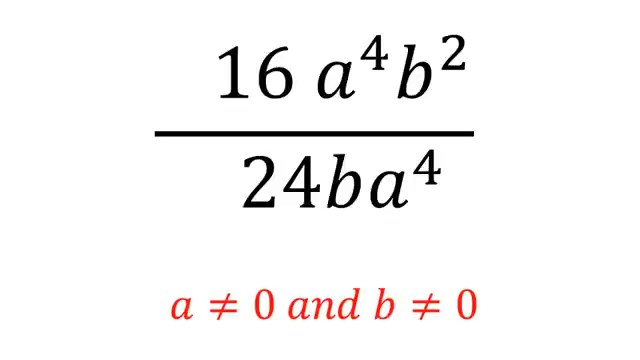 16 a⁴b²
24ba⁴
a ≠ 0 and b ≠ 0